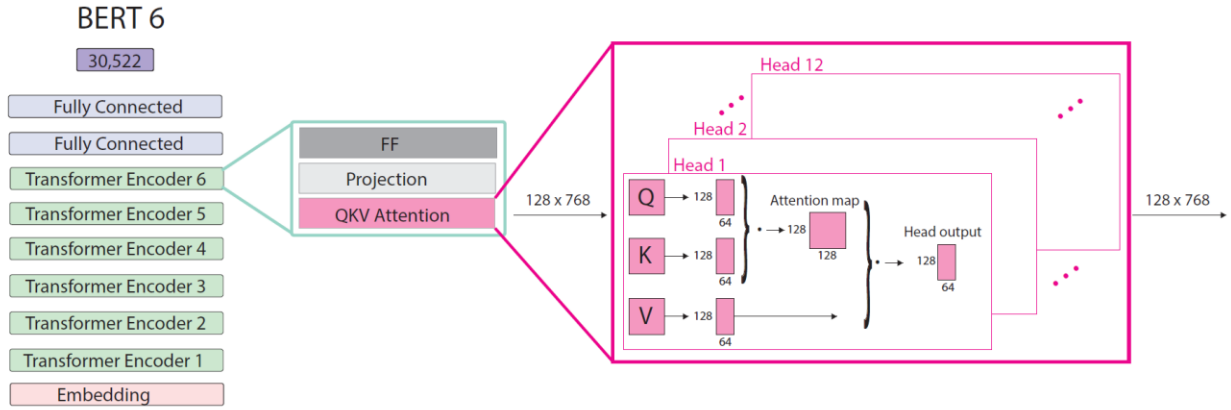 BERT 6
30,522
Fully Connected
Fully Connected
Transformer Encoder 6
Transformer Encoder 5
Transformer Encoder 4
Transformer Encoder 3
Transformer Encoder 2
Transformer Encoder 1
Embedding
FF
Projection
QKV Attention
128 x 768
Head 12
Head 2
Head 1
Q
128
64
K
128
64
V
128
64
Attention map
128
128
Head output
128
64
128 x 768